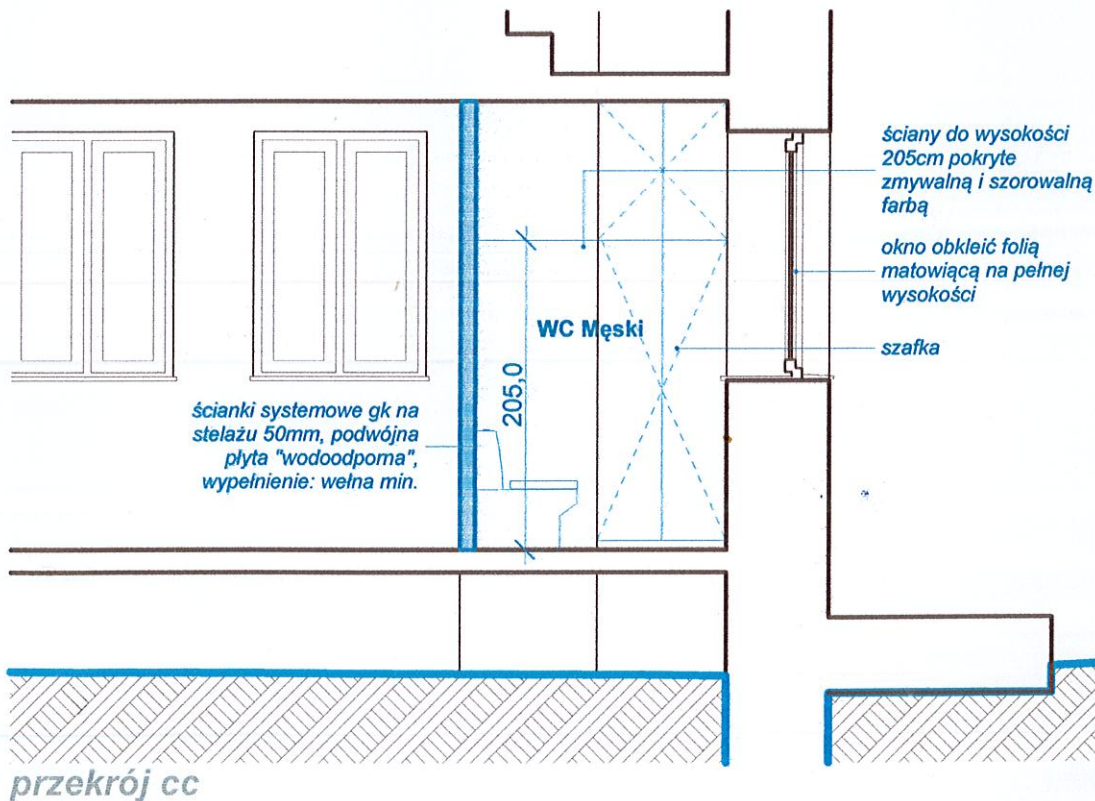 ściany do wysokości
205cm pokryte
zmywalną i szorowalną
farbą
okno obkleić folią
matowiącą na pełnej
wysokości
WC Męski
szafka
205,0
ścianki systemowe gk na
stelażu 50mm, podwójna
płyta "wodoodporna",
wypełnienie: wełna min.
przekrój cc